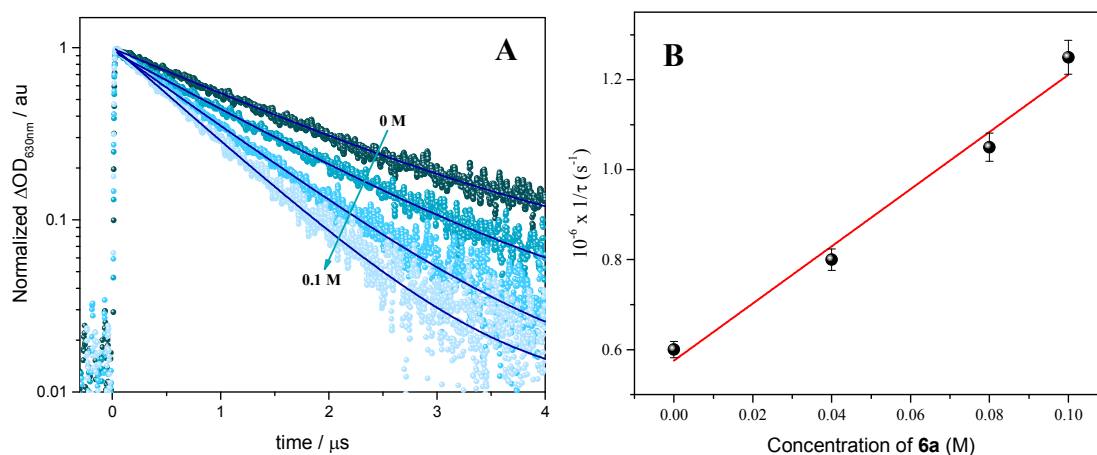 A
Normalized ΔOD630nm / au
1
0.1
0.01
0 M
0.1 M
0
1
2
3
4
time / μs
B
10-6 x 1/τ (s-1)
1.2
1.0
0.8
0.6
0.00
0.02
0.04
0.06
0.08
0.10
Concentration of 6a (M)